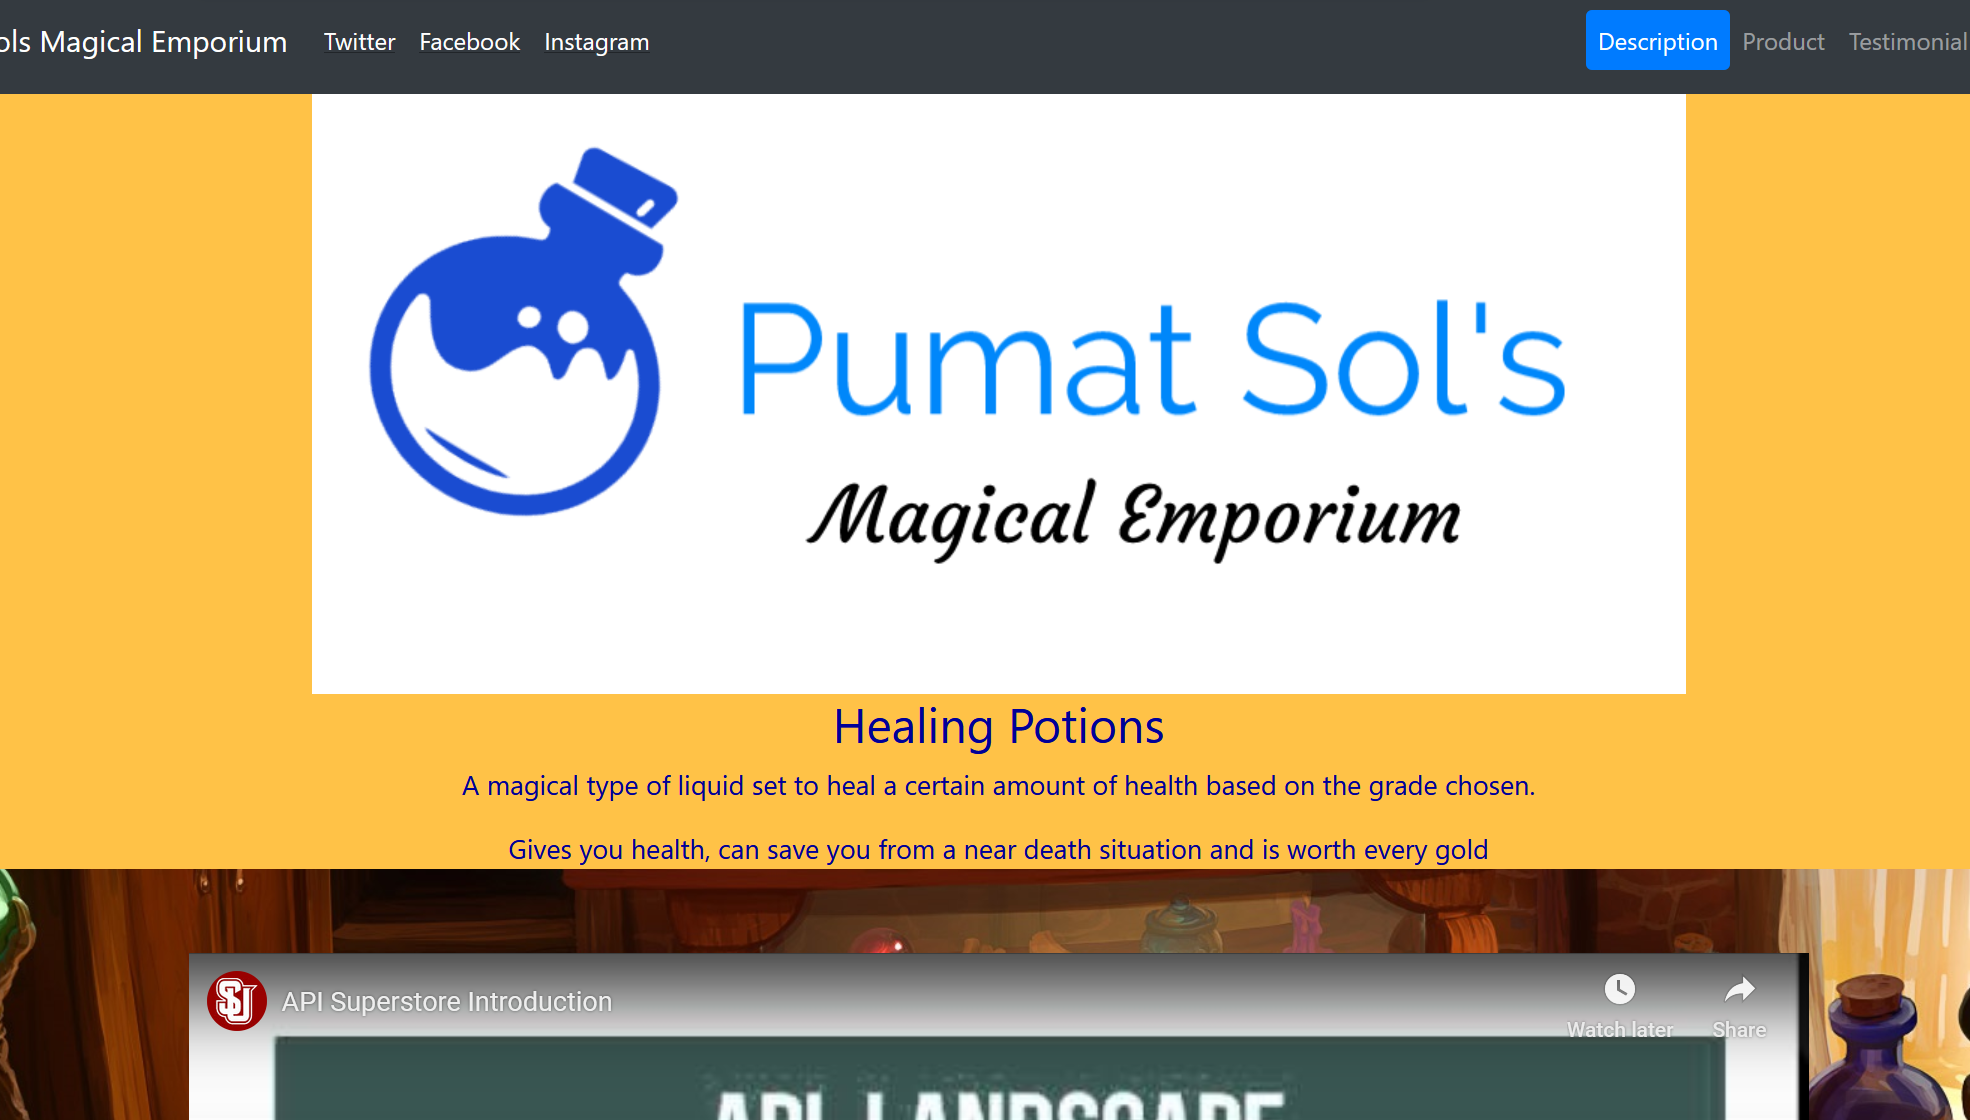 ols Magical Emporium Twitter Facebook Instagram Description Product Testimonial
Pumat Sol's
Magical Emporium
Healing Potions
A magical type of liquid set to heal a certain amount of health based on the grade chosen.
Gives you health, can save you from a near death situation and is worth every gold
SU API Superstore Introduction Watch later Share
API LANDSCAPE